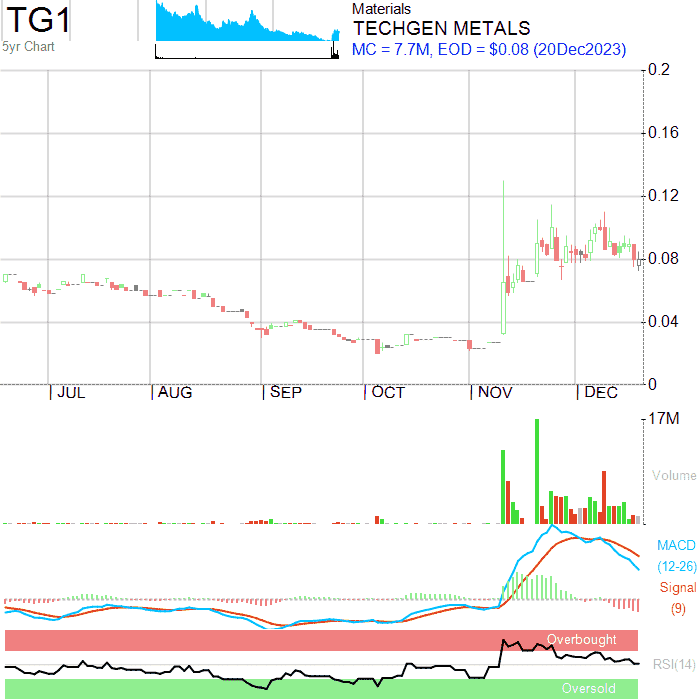 TG1
5yr Chart
Materials
TECHGEN METALS
MC = 7.7M, EOD = $0.08 (20Dec2023)
0.2
0.16
0.12
0.08
0.04
0
JUL AUG SEP OCT NOV DEC
17M
Volume
MACD
(12-26)
Signal
(9)
Overbought
RSI(14)
Oversold